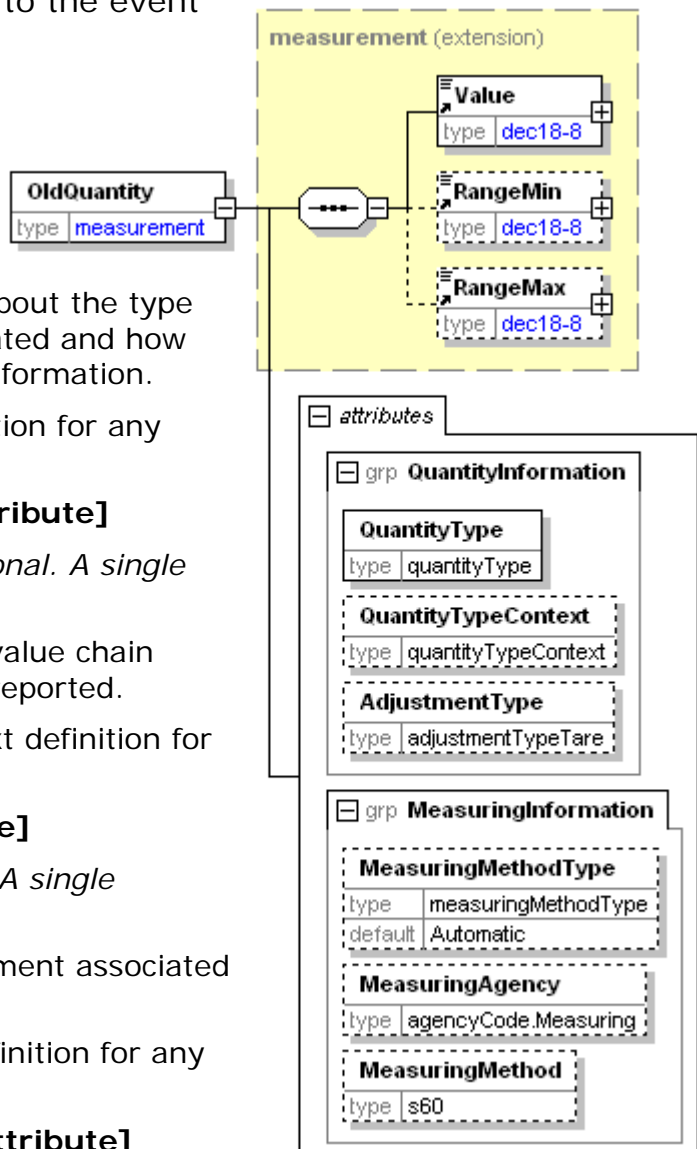 to the event
bout the type
ated and how
formation.
ion for any
ribute]
onal. A single
value chain
reported.
t definition for
e]
A single
ment associated
finition for any
ttribute]
measurement (extension)
OldQuantity
type measurement
Value
type dec18-8
RangeMin
type dec18-8
RangeMax
type dec18-8
attributes
grp QuantityInformation
QuantityType
type quantityType
QuantityTypeContext
type quantityTypeContext
AdjustmentType
type adjustmentTypeTare
grp MeasuringInformation
MeasuringMethodType
type measuringMethodType
default Automatic
MeasuringAgency
type agencyCode.Measuring
MeasuringMethod
type s60